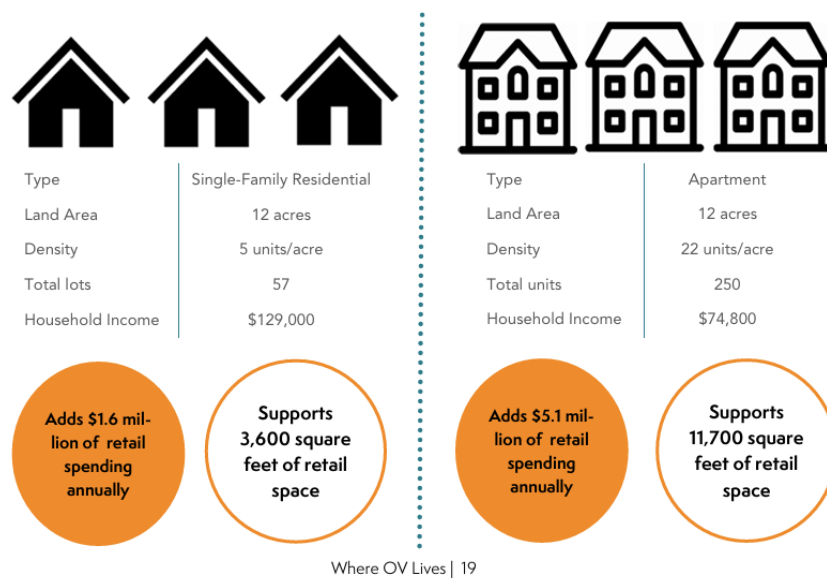 Type Single-Family Residential
Land Area 12 acres
Density 5 units/acre
Total lots 57
Household Income $129,000
Adds $1.6 mil-
lion of retail
spending
annually
Supports
3,600 square
feet of retail
space
Type Apartment
Land Area 12 acres
Density 22 units/acre
Total units 250
Household Income $74,800
Adds $5.1 mil-
lion of retail
spending
annually
Supports
11,700 square
feet of retail
space
Where OV Lives | 19